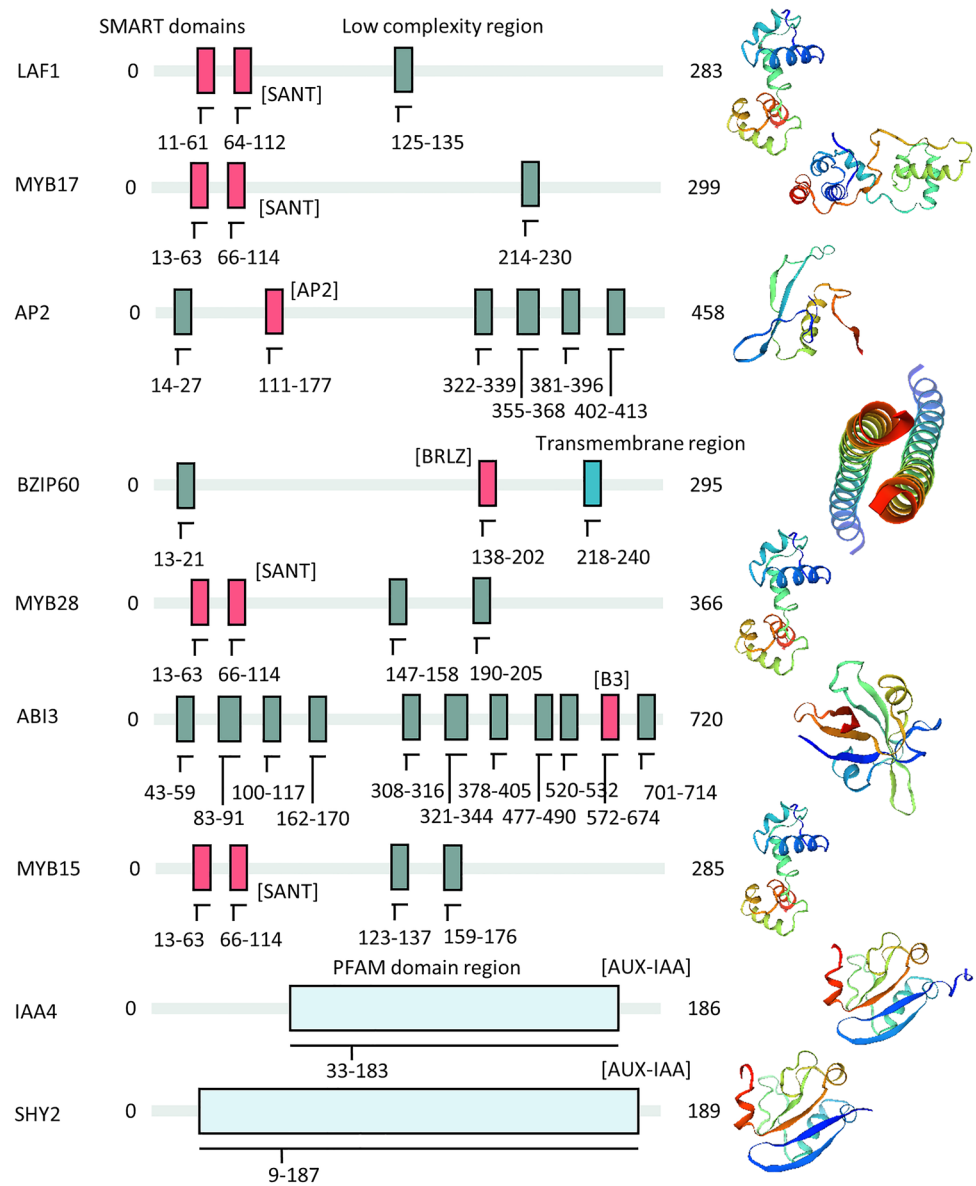 SMART domains Low complexity region
LAF1 0 283
[SANT]
11-61 64-112 125-135
MYB17 0 299
[SANT]
13-63 66-114 214-230
[AP2]
AP2 0 458
14-27 111-177 322-339 381-396
355-368 402-413
[BRLZ] Transmembrane region
BZIP60 0 295
13-21 138-202 218-240
[SANT]
MYB28 0 366
13-63 66-114 147-158 190-205
[B3]
ABI3 0 720
43-59 100-117 308-316 378-405 520-532 701-714
83-91 162-170 321-344 477-490 572-674
MYB15 0 285
[SANT]
13-63 66-114 123-137 159-176
PFAM domain region [AUX-IAA]
IAA4 0 186
33-183 [AUX-IAA]
SHY2 0 189
9-187